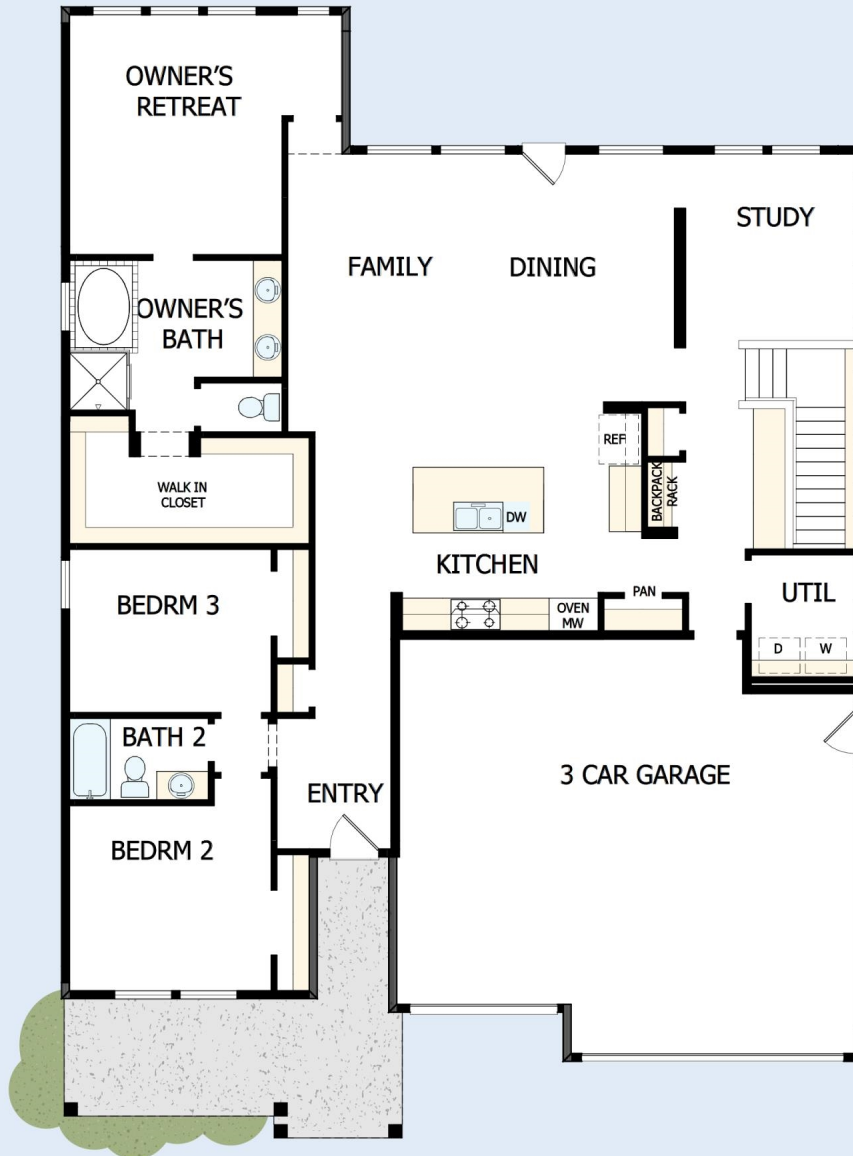 OWNER'S
RETREAT
STUDY
FAMILY
DINING
OWNER'S
BATH
REF
BACKPACK
RACK
WALK IN
CLOSET
DW
KITCHEN
BEDRM 3
PAN
UTIL
OVEN
MW
D
W
BATH 2
3 CAR GARAGE
ENTRY
BEDRM 2